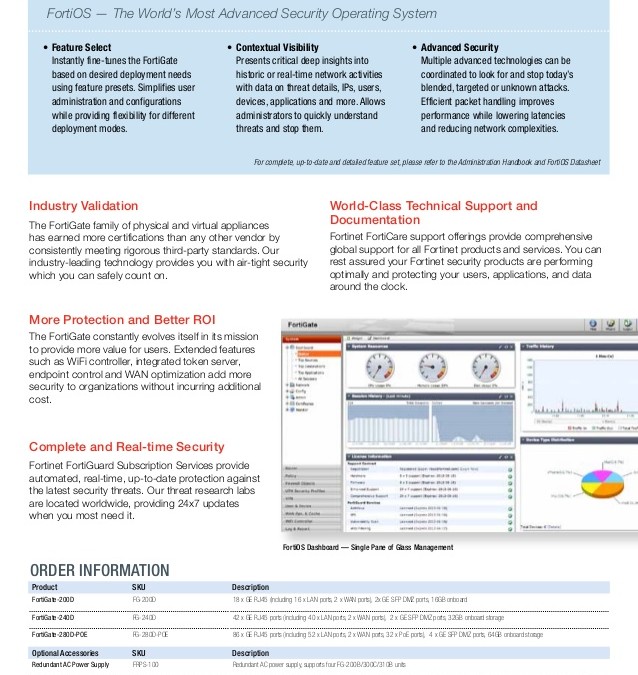 FortiOS — The World's Most Advanced Security Operating System
• Feature Select
Instantly fine-tunes the FortiGate
based on desired deployment needs
using feature presets. Simplifies user
administration and configurations
while providing flexibility for different
deployment modes.
• Contextual Visibility
Presents critical deep insights into
historic or real-time network activities
with data on threat details, IPs, users,
devices, applications and more. Allows
administrators to quickly understand
threats and stop them.
• Advanced Security
Multiple advanced technologies can be
coordinated to look for and stop today's
blended, targeted or unknown attacks.
Efficient packet handling improves
performance while lowering latencies
and reducing network complexities.
For complete, up-to-date and detailed feature set, please refer to the Administration Handbook and FortiOS Datasheet
Industry Validation
The FortiGate family of physical and virtual appliances
has earned more certifications than any other vendor by
consistently meeting rigorous third-party standards. Our
industry-leading technology provides you with air-tight security
which you can safely count on.
World-Class Technical Support and
Documentation
Fortinet FortiCare support offerings provide comprehensive
global support for all Fortinet products and services. You can
rest assured your Fortinet security products are performing
optimally and protecting your users, applications, and data
around the clock.
More Protection and Better ROI
The FortiGate constantly evolves itself in its mission
to provide more value for users. Extended features
such as WiFi controller, integrated token server,
endpoint control and WAN optimization add more
security to organizations without incurring additional
cost.
Complete and Real-time Security
Fortinet FortiGuard Subscription Services provide
automated, real-time, up-to-date protection against
the latest security threats. Our threat research labs
are located worldwide, providing 24x7 updates
when you most need it.
FortiGate
System Resources
Traffic History
License Information
Device Type Distribution
FortiOS Dashboard — Single Pane of Glass Management
ORDER INFORMATION
Product SKU Description
FortiGate-200D FG-200D 18 x GE RJ45 (including 16 x LAN ports, 2 x WAN ports), 2x GE SFP DMZ ports, 16GB onboard
FortiGate-240D FG-240D 42 x GE RJ45 ports (including 40 x LAN ports, 2 x WAN ports), 2 x GE SFP DMZ ports, 32GB onboard storage
FortiGate-280D-POE FG-280D-POE 86 x GE RJ45 ports (including 52 x LAN ports, 2 x WAN ports, 32 x PoE ports), 4 x GE SFP DMZ ports, 64GB onboard storage
Optional Accessories SKU Description
Redundant AC Power Supply FRPS-100 Redundant AC power supply, supports four FG-200B/300C/310B units